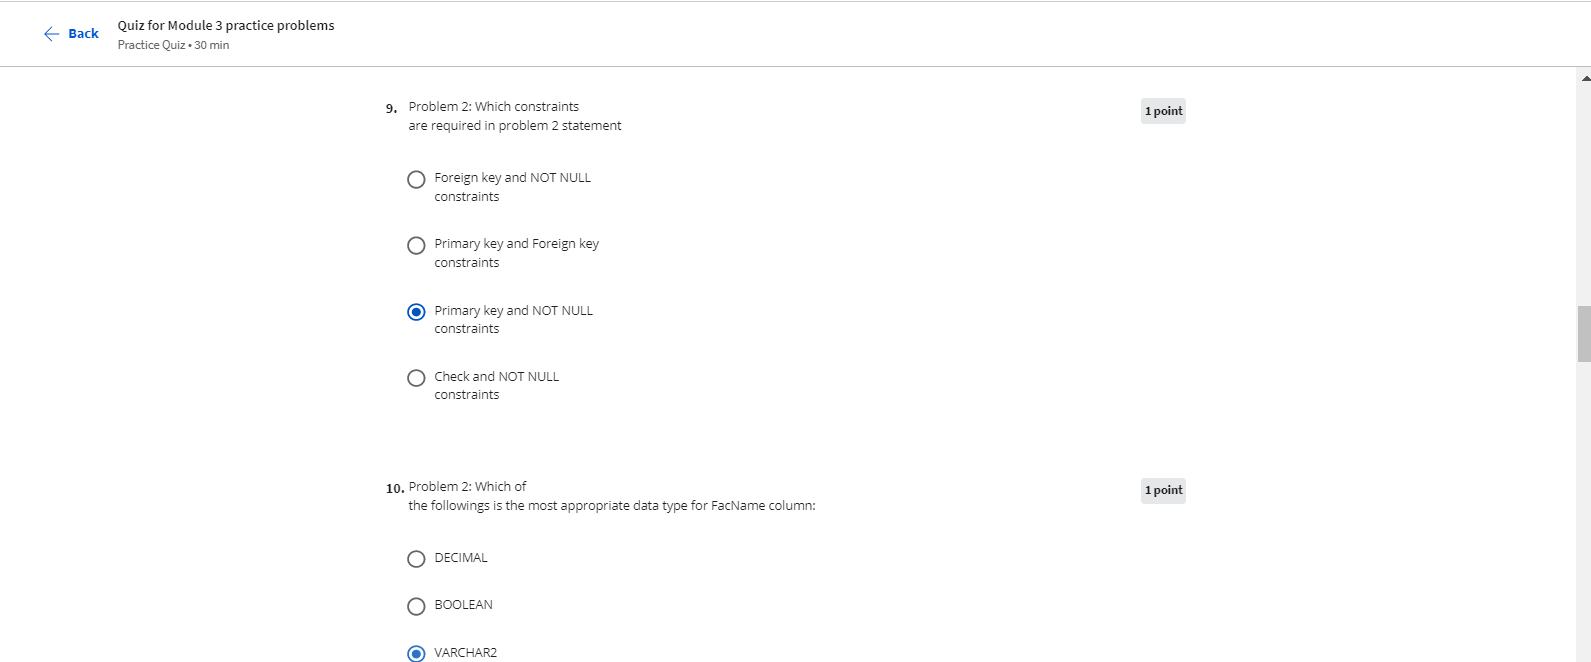 Back
Quiz for Module 3 practice problems
Practice Quiz • 30 min
9. Problem 2: Which constraints
are required in problem 2 statement
1 point
Foreign key and NOT NULL
constraints
Primary key and Foreign key
constraints
Primary key and NOT NULL
constraints
Check and NOT NULL
constraints
10. Problem 2: Which of
the followings is the most appropriate data type for FacName column:
1 point
DECIMAL
BOOLEAN
VARCHAR2